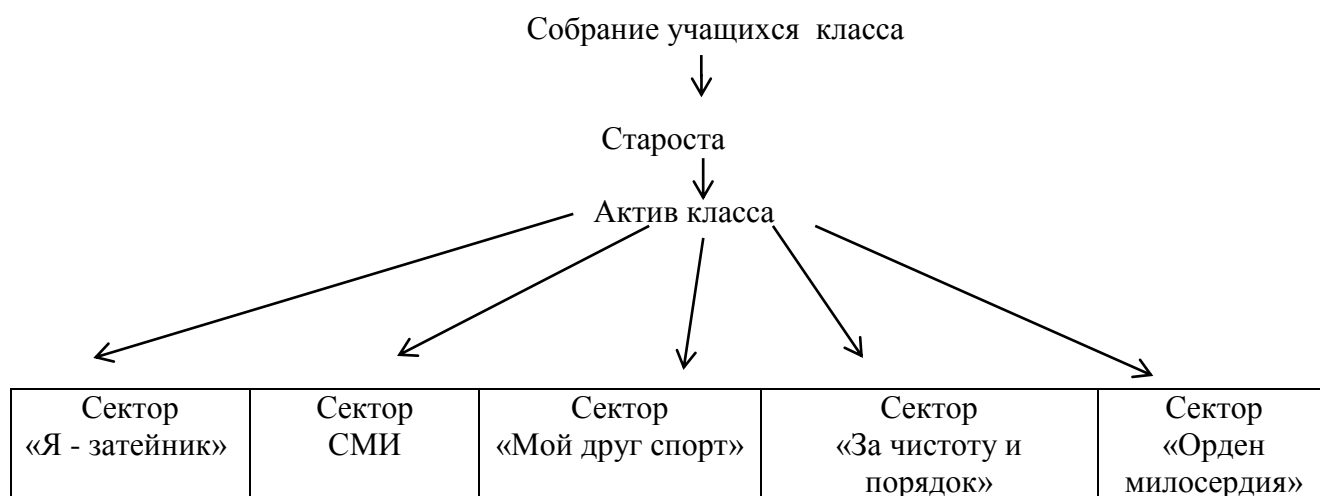 Собрание учащихся класса
Староста
Актив класса
Сектор
«Я - затейник»
Сектор
СМИ
Сектор
«Мой друг спорт»
Сектор
«За чистоту и
порядок»
Сектор
«Орден
милосердия»